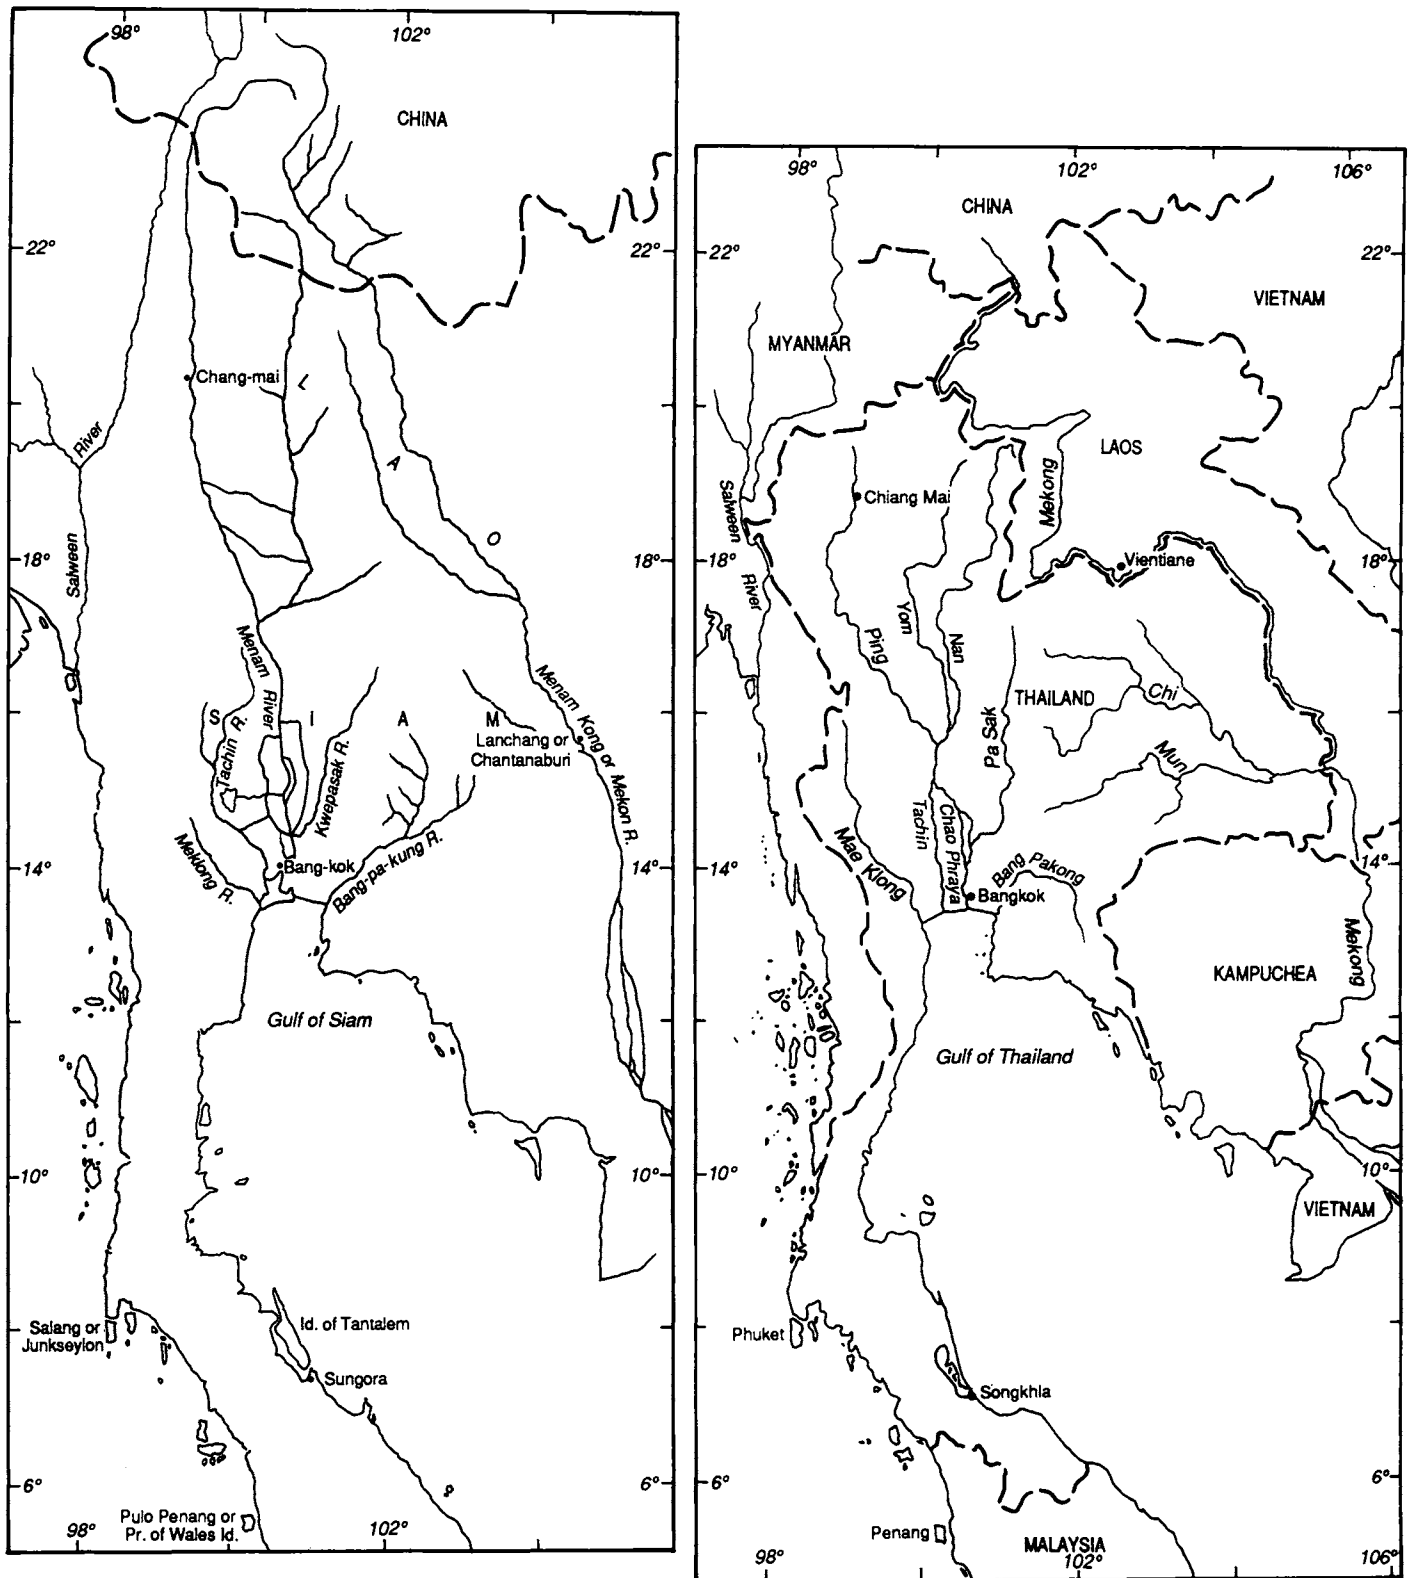 98°
102°
CHINA
22°
22°
Chang-mai
L
A
O
River
Salween
18°
18°
Menam River
Menam Kong or Mekon R.
S I A M
Tachin R.
Kwepasak R.
Lanchang or
Chantanaburi
Meklong R.
Bang-kok
Bang-pa-kung R.
14°
14°
Gulf of Siam
10°
10°
Salang or
Junkseylon
Id. of Tantalem
Sungora
6°
6°
Pulo Penang or
Pr. of Wales Id.
98°
102°
98°
102°
106°
CHINA
22°
22°
VIETNAM
MYANMAR
LAOS
Mekong
Chiang Mai
Salween River
18°
18°
Vientiane
Ping
Yom
Nan
Pa Sak
THAILAND
Chi
Mun
Tachin
Chao Phraya
Mae Klong
Bang Pakong
Bangkok
14°
14°
KAMPUCHEA
Mekong
Gulf of Thailand
10°
10°
VIETNAM
Phuket
Songkhla
6°
6°
Penang
MALAYSIA
98°
102°
106°